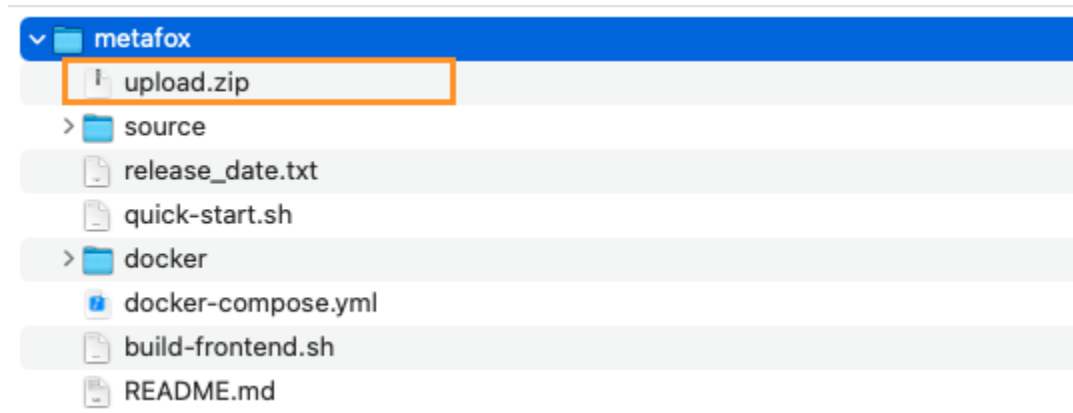 metafox
upload.zip
source
release_date.txt
quick-start.sh
docker
docker-compose.yml
build-frontend.sh
README.md